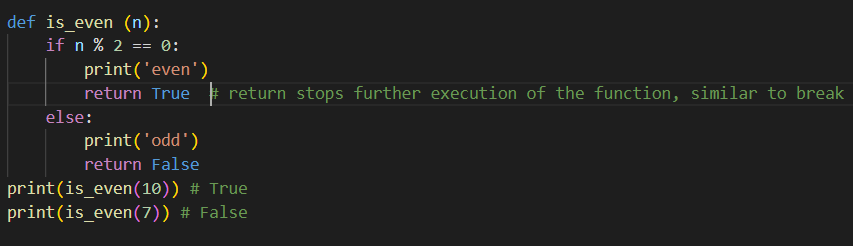 def is_even (n):
    if n % 2 == 0:
        print('even')
        return True  # return stops further execution of the function, similar to break
    else:
        print('odd')
        return False
print(is_even(10)) # True
print(is_even(7)) # False